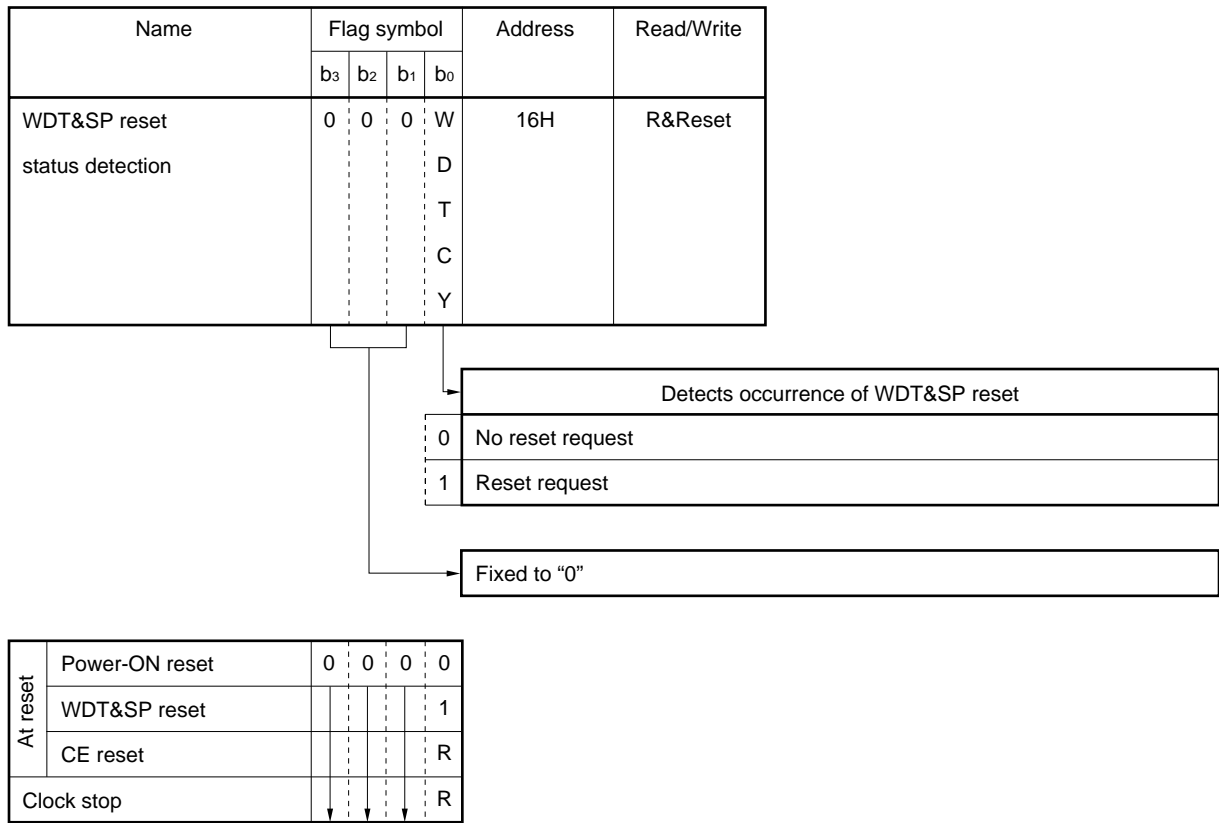 Name Flag symbol Address Read/Write
b3 b2 b1 b0
WDT&SP reset 0 0 0 W 16H R&Reset
status detection D
T
C
Y
Detects occurrence of WDT&SP reset
0 No reset request
1 Reset request
Fixed to “0”
At reset
Power-ON reset 0 0 0 0
WDT&SP reset 1
CE reset R
Clock stop R